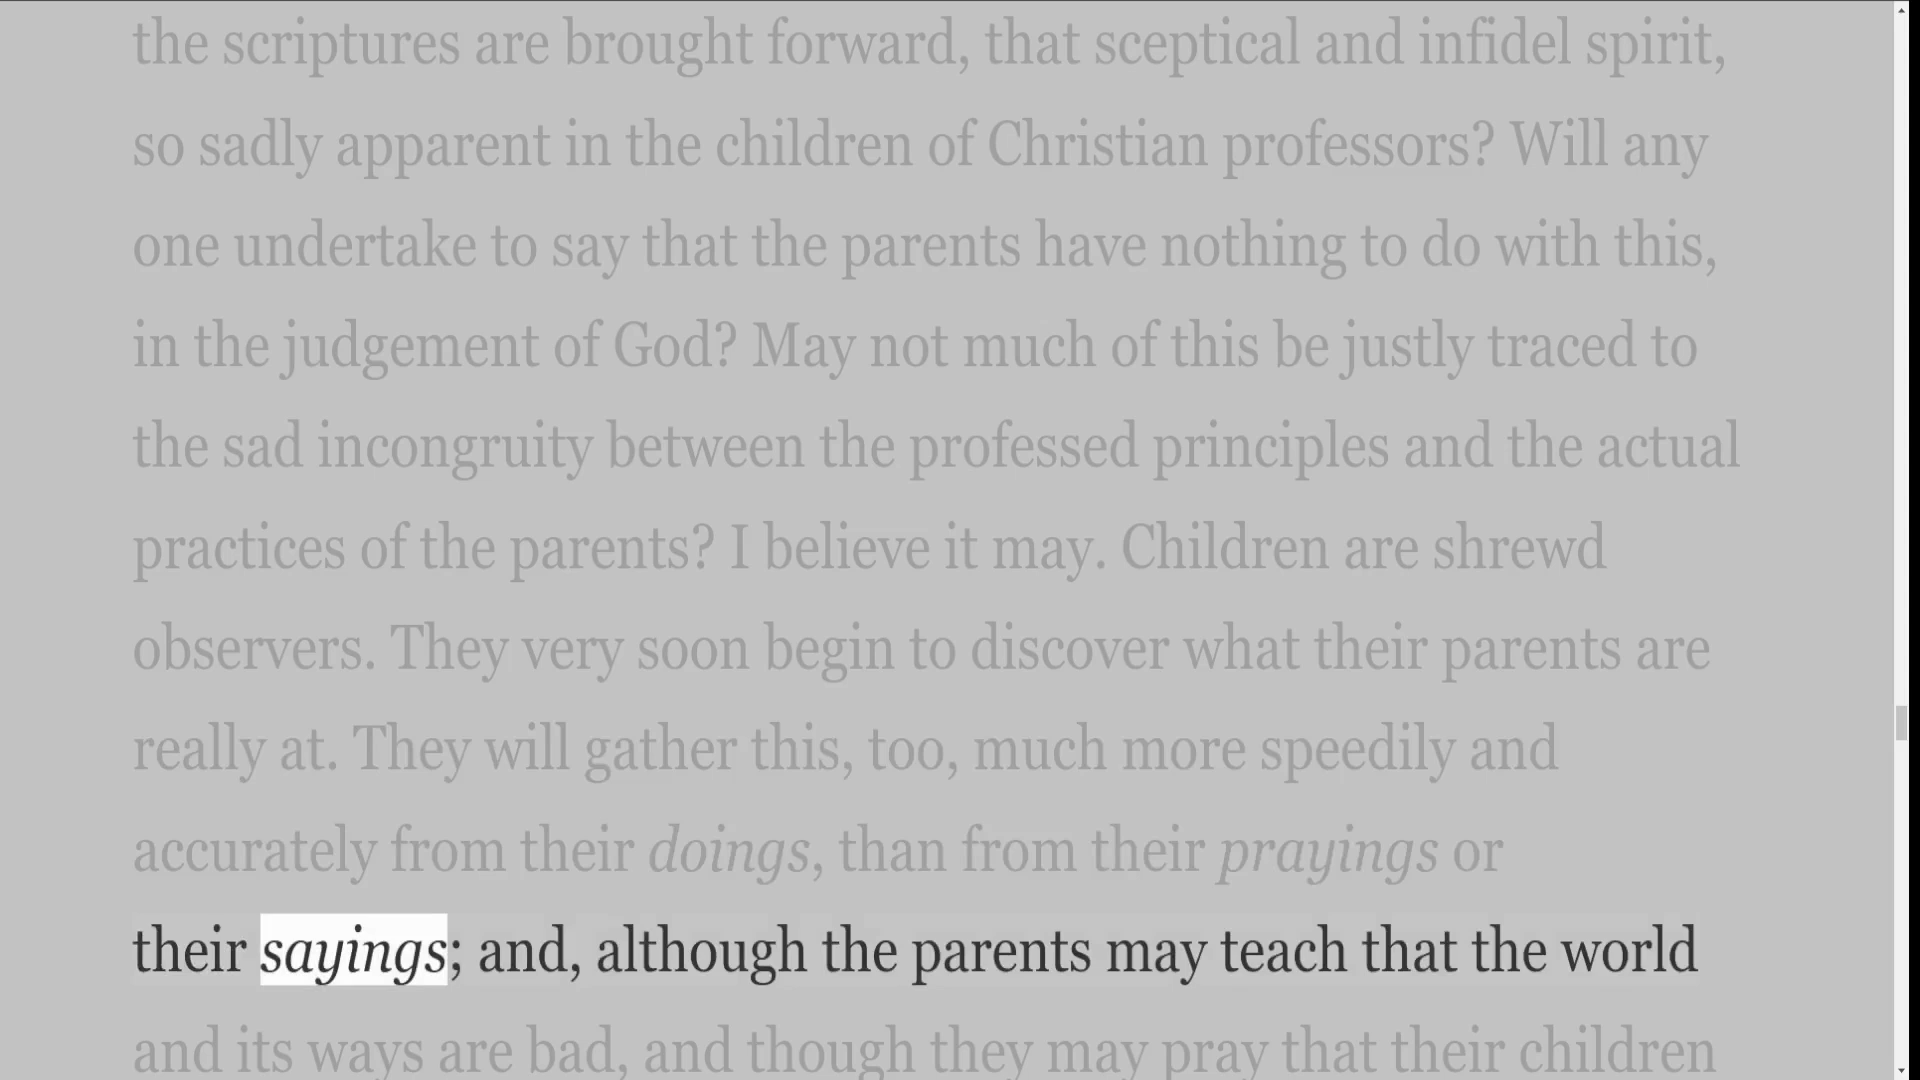 the scriptures are brought forward, that sceptical and infidel spirit,
so sadly apparent in the children of Christian professors? Will any
one undertake to say that the parents have nothing to do with this,
in the judgement of God? May not much of this be justly traced to
the sad incongruity between the professed principles and the actual
practices of the parents? I believe it may. Children are shrewd
observers. They very soon begin to discover what their parents are
really at. They will gather this, too, much more speedily and
accurately from their doings, than from their prayings or
their sayings; and, although the parents may teach that the world
and its ways are bad, and though they may pray that their children